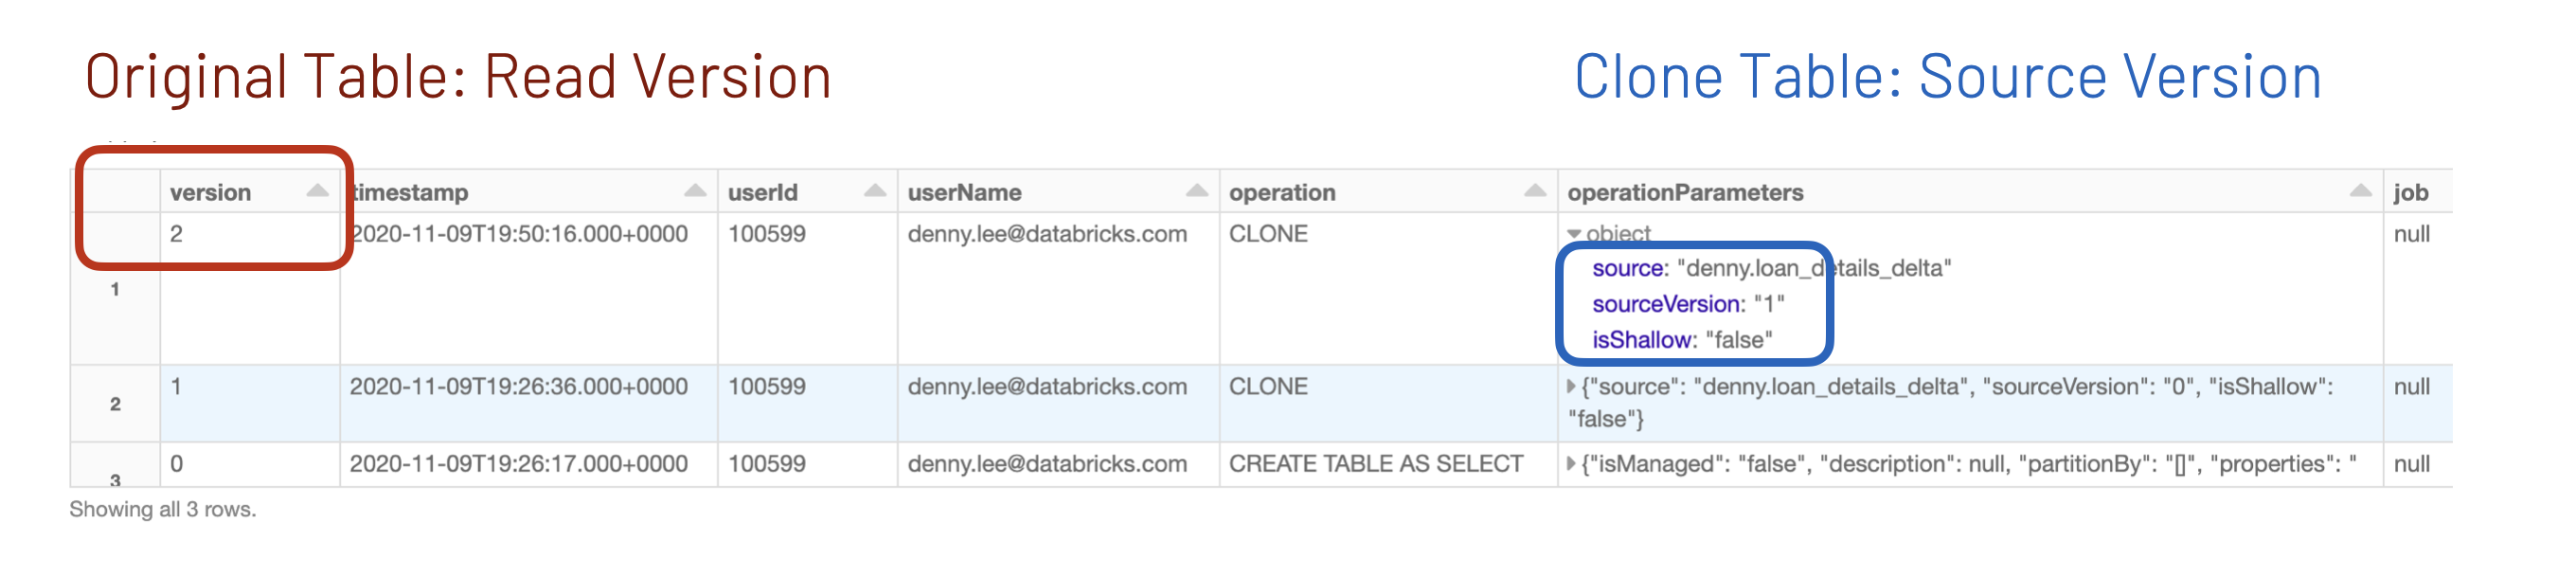 Original Table: Read Version
Clone Table: Source Version
version timestamp userId userName operation operationParameters job
1 2 2020-11-09T19:50:16.000+0000 100599 denny.lee@databricks.com CLONE object null
source: "denny.loan_details_delta"
sourceVersion: "1"
isShallow: "false"
2 1 2020-11-09T19:26:36.000+0000 100599 denny.lee@databricks.com CLONE {"source": "denny.loan_details_delta", "sourceVersion": "0", "isShallow": null
"false"}
3 0 2020-11-09T19:26:17.000+0000 100599 denny.lee@databricks.com CREATE TABLE AS SELECT {"isManaged": "false", "description": null, "partitionBy": "[]", "properties": " null
Showing all 3 rows.